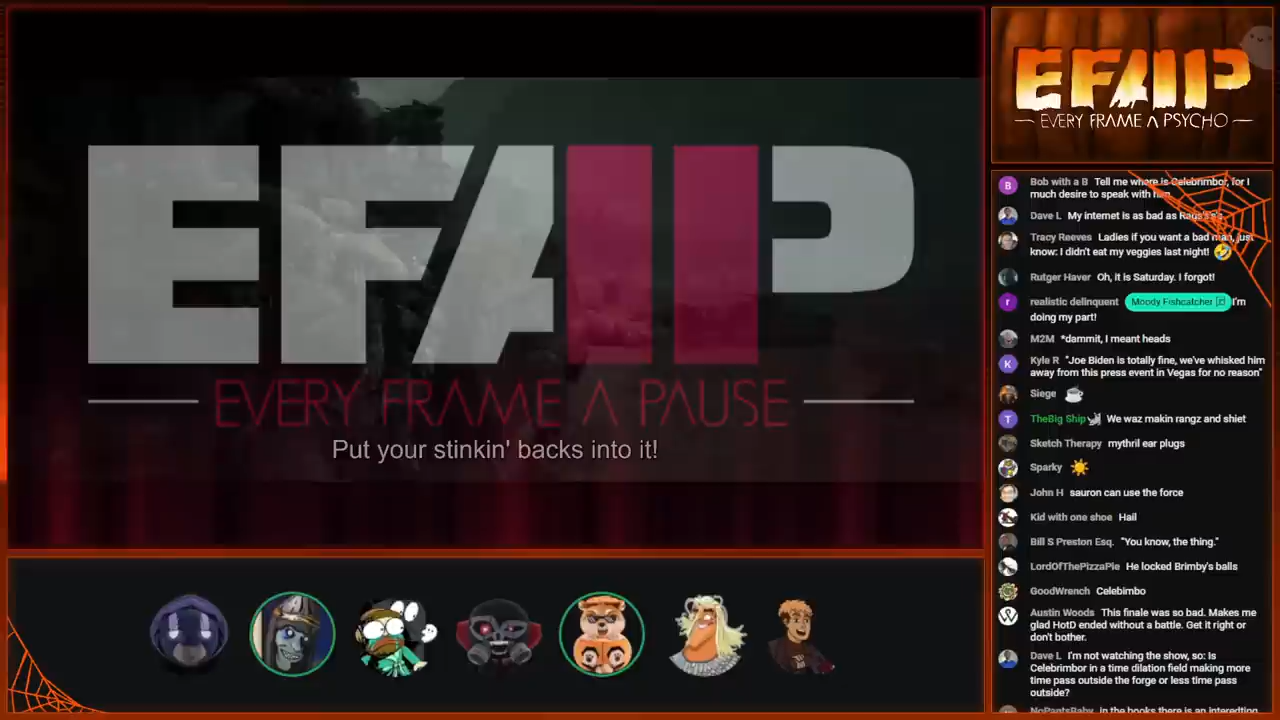 EFAP
EVERY FRAME A PAUSE
Put your stinkin' backs into it!
EFAP
EVERY FRAME A PSYCHO
Bob with a B Tell me where is Celebrimbor, for I
much desire to speak with him.
Dave L My internet is as bad as Rags's
Tracy Reeves Ladies if you want a bad man, just
know: I didn't eat my veggies last night! 🤣
Rutger Haver Oh, it is Saturday. I forgot!
realistic delinquent Moody Fishcatcher I'm
doing my part!
M2M *dammit, I meant heads
Kyle R "Joe Biden is totally fine, we've whisked him
away from this press event in Vegas for no reason"
Siege ☕
TheBig Ship We waz makin rangz and shiet
Sketch Therapy mythril ear plugs
Sparky ☀️
John H sauron can use the force
Kid with one shoe Hail
Bill S Preston Esq. "You know, the thing."
LordOfThePizzaPie He locked Brimby's balls
GoodWrench Celebimbo
Austin Woods This finale was so bad. Makes me
glad HotD ended without a battle. Get it right or
don't bother.
Dave L I'm not watching the show, so: Is
Celebrimbor in a time dilation field making more
time pass outside the forge or less time pass
outside?
NoPantsBaby in the books there is an